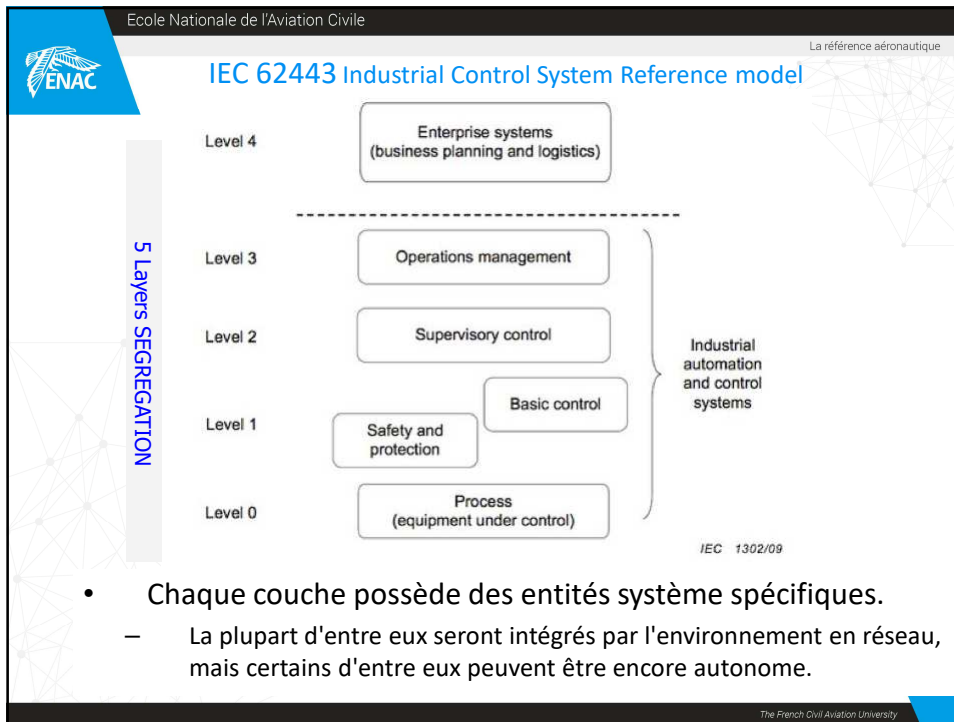 Ecole Nationale de l'Aviation Civile
La référence aéronautique
ENAC
IEC 62443 Industrial Control System Reference model
5 Layers SEGREGATION
Level 4
Enterprise systems
(business planning and logistics)
Level 3
Operations management
Level 2
Supervisory control
Industrial
automation
and control
systems
Basic control
Level 1
Safety and
protection
Level 0
Process
(equipment under control)
IEC 1302/09
• Chaque couche possède des entités système spécifiques.
– La plupart d'entre eux seront intégrés par l'environnement en réseau,
mais certains d'entre eux peuvent être encore autonome.
The French Civil Aviation University